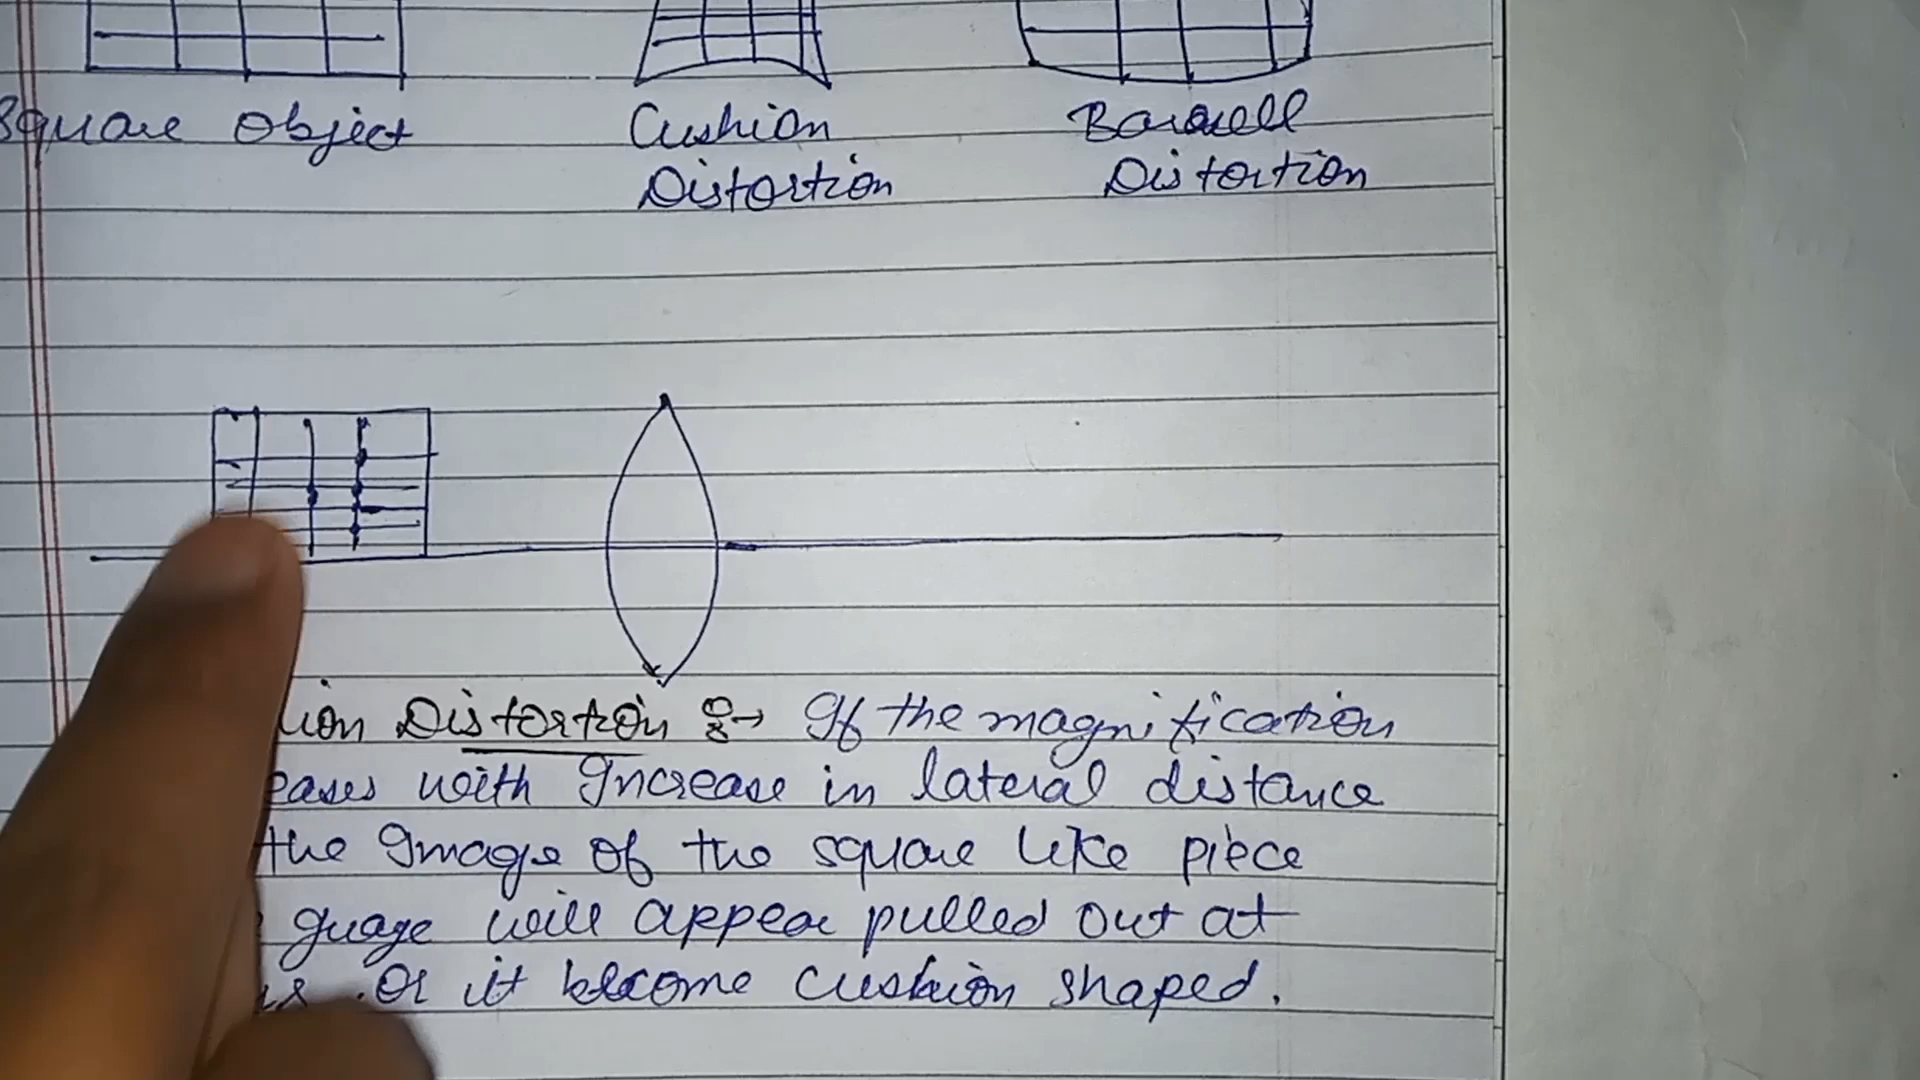 Square Object
Cushion
Distortion
Bararell
Distortion
Distortion :→ If the magnification
with Increase in lateral distance
the Image of the square like piece
guage will appear pulled out at
Or it become cushion shaped.